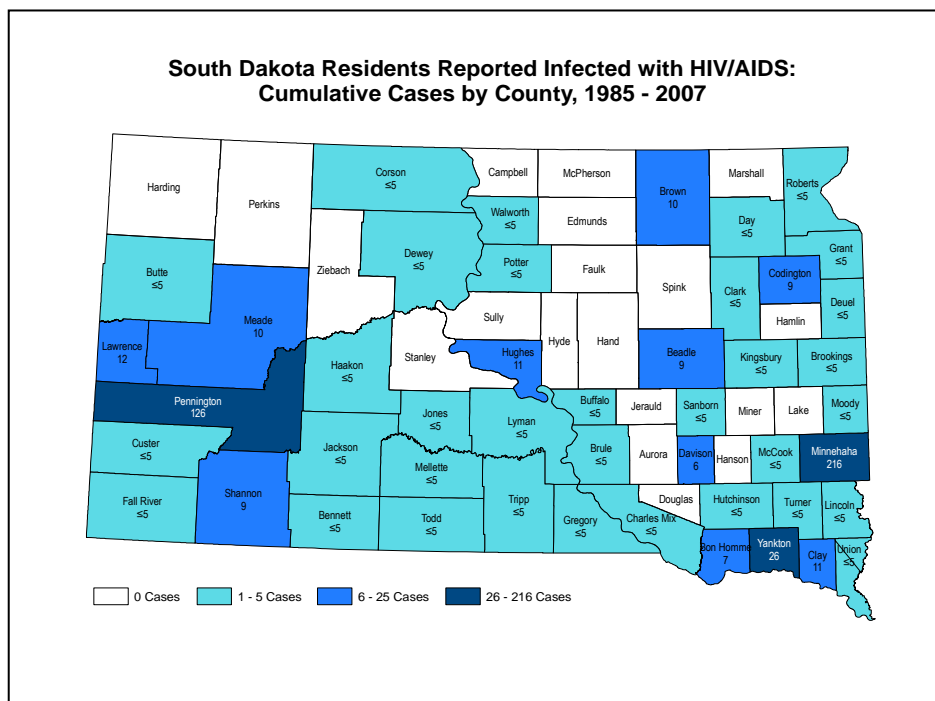 South Dakota Residents Reported Infected with HIV/AIDS:
Cumulative Cases by County, 1985 - 2007
Harding
Perkins
Corson
≤5
Campbell
McPherson
Brown
10
Marshall
Roberts
≤5
Walworth
≤5
Edmunds
Day
≤5
Butte
≤5
Ziebach
Dewey
≤5
Potter
≤5
Faulk
Spink
Clark
≤5
Codington
9
Grant
≤5
Deuel
≤5
Hamlin
Meade
10
Sully
Hyde
Hand
Lawrence
12
Haakon
≤5
Stanley
Hughes
11
Beadle
9
Kingsbury
≤5
Brookings
≤5
Pennington
126
Jones
≤5
Lyman
≤5
Buffalo
≤5
Jerauld
Sanborn
≤5
Miner
Lake
Moody
≤5
Custer
≤5
Jackson
≤5
Mellette
≤5
Brule
≤5
Aurora
Davison
6
Hanson
McCook
≤5
Minnehaha
216
Fall River
≤5
Shannon
9
Bennett
≤5
Todd
≤5
Tripp
≤5
Gregory
≤5
Charles Mix
≤5
Douglas
Hutchinson
≤5
Turner
≤5
Lincoln
≤5
Bon Homme
7
Yankton
26
Clay
11
Union
≤5
0 Cases
1 - 5 Cases
6 - 25 Cases
26 - 216 Cases